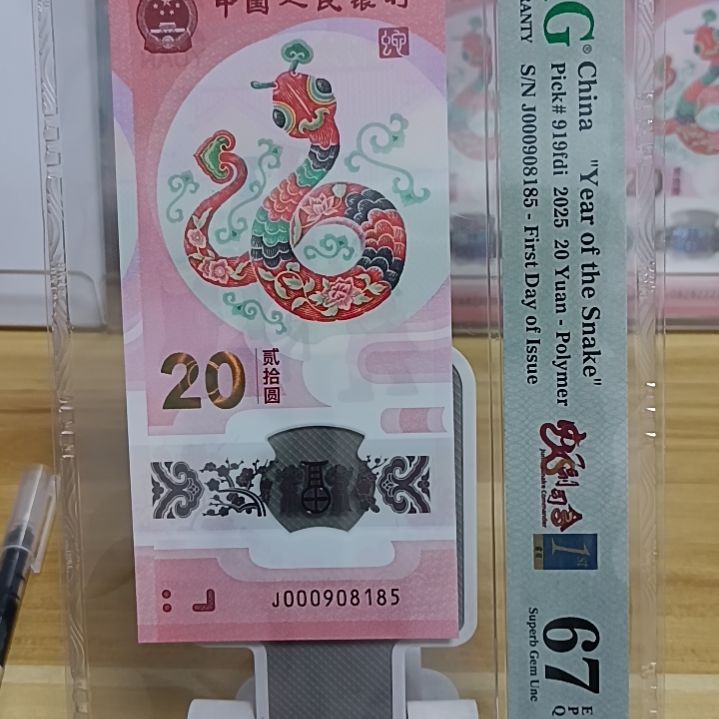 中国人民银行
20
贰拾圆
J000908185
G®
China "Year of the Snake"
Pick# 919fdi 2025 20 Yuan - Polymer
S/N J000908185 - First Day of Issue
1st
67
Superb Gem Unc